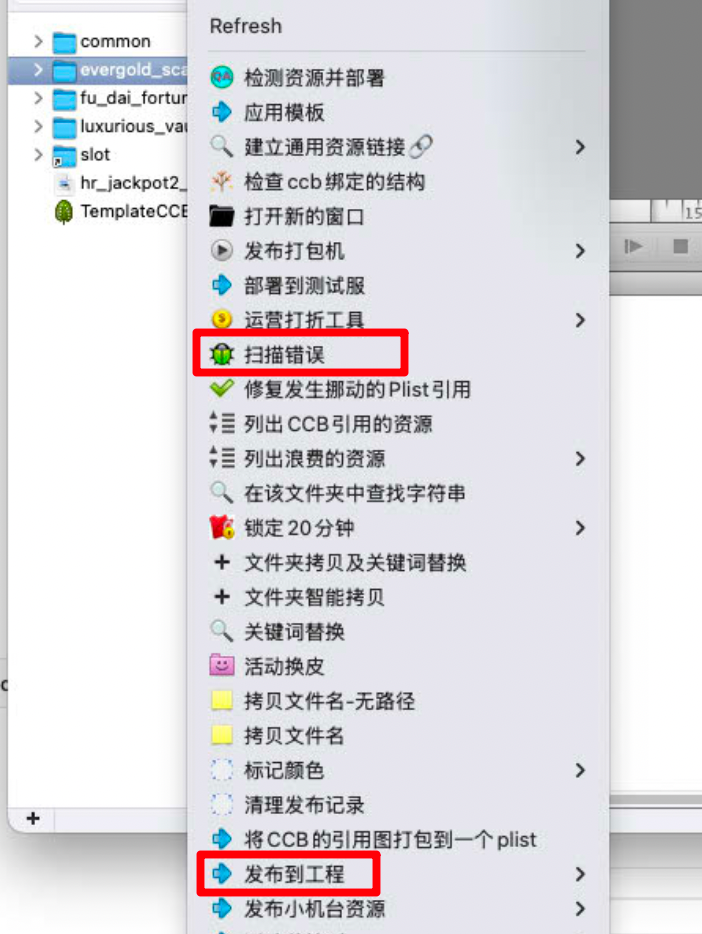 Refresh
common
evergold_sca
fu_dai_fortur
luxurious_vau
slot
hr_jackpot2_
TemplateCCB
检测资源并部署
应用模板
建立通用资源链接
检查ccb绑定的结构
打开新的窗口
发布打包机
部署到测试服
运营打折工具
扫描错误
修复发生挪动的Plist引用
列出CCB引用的资源
列出浪费的资源
在该文件夹中查找字符串
锁定20分钟
文件夹拷贝及关键词替换
文件夹智能拷贝
关键词替换
活动换皮
拷贝文件名-无路径
拷贝文件名
标记颜色
清理发布记录
将CCB的引用图打包到一个plist
发布到工程
发布小机台资源
15